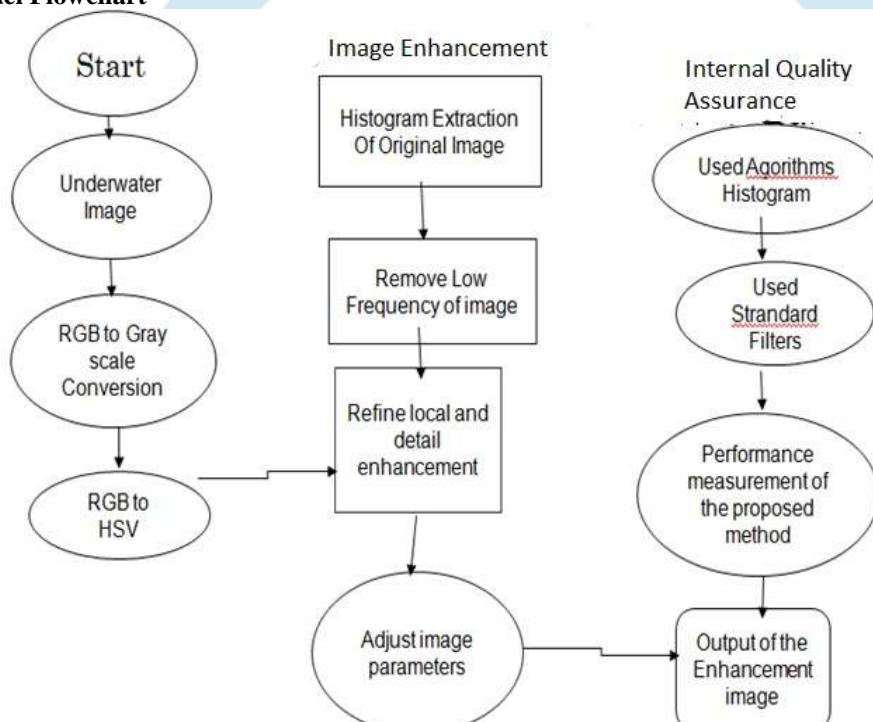 Flowchart
Start
Underwater
Image
RGB to Gray
scale
Conversion
RGB to
HSV
Image Enhancement
Histogram Extraction
Of Original Image
Remove Low
Frequency of image
Refine local and
detail
enhancement
Adjust image
parameters
Internal Quality
Assurance
Used Agorithms
Histogram
Used
Strandard
Filters
Performance
measurement of
the proposed
method
Output of the
Enhancement
image